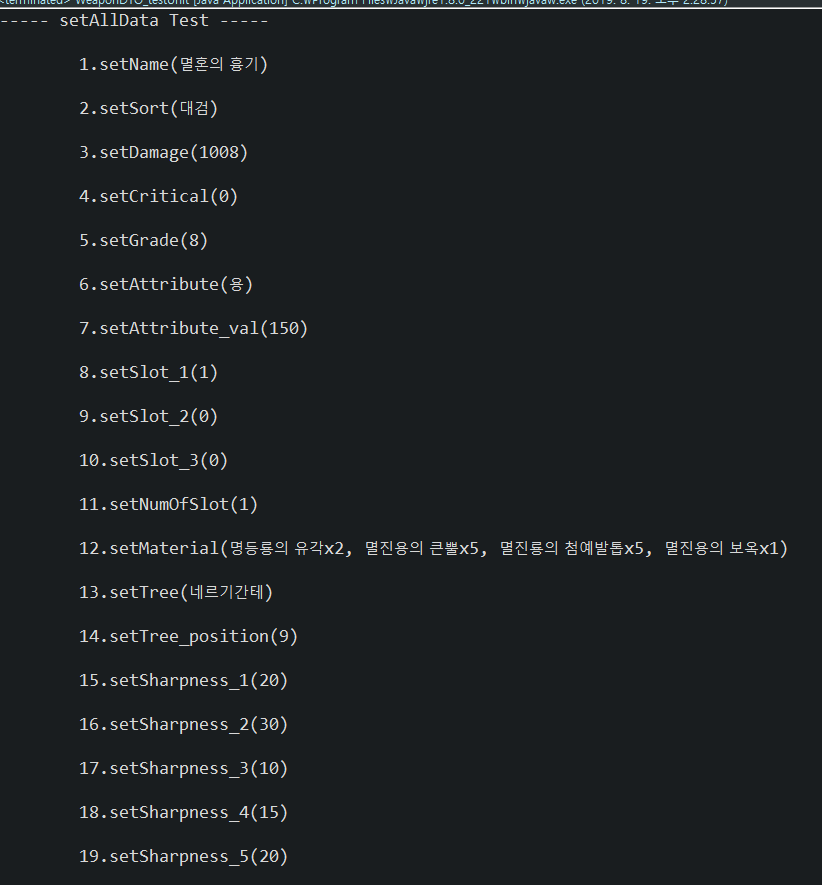 <terminated> WeaponDTO_testUnit [Java Application] C:\Program Files\Java\jre1.8.0_221\bin\javaw.exe (2019. 8. 19. 오후 2:28:57)
----- setAllData Test -----
1.setName(멸혼의 흉기)
2.setSort(대검)
3.setDamage(1008)
4.setCritical(0)
5.setGrade(8)
6.setAttribute(용)
7.setAttribute_val(150)
8.setSlot_1(1)
9.setSlot_2(0)
10.setSlot_3(0)
11.setNumOfSlot(1)
12.setMaterial(명등룡의 유각x2, 멸진용의 큰뿔x5, 멸진룡의 첨예발톱x5, 멸진용의 보옥x1)
13.setTree(네르기간테)
14.setTree_position(9)
15.setSharpness_1(20)
16.setSharpness_2(30)
17.setSharpness_3(10)
18.setSharpness_4(15)
19.setSharpness_5(20)